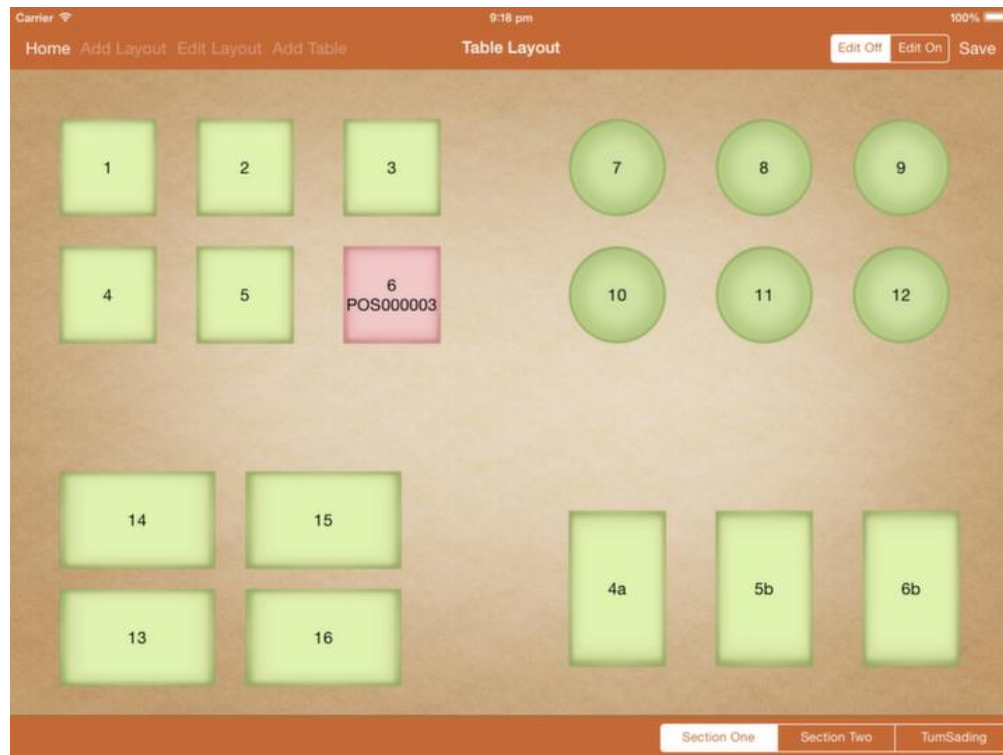 Carrier 9:18 pm 100%
Home Add Layout Edit Layout Add Table Table Layout Edit Off Edit On Save
1 2 3 7 8 9
4 5 6 10 11 12
POS000003
14 15
4a 5b 6b
13 16
Section One Section Two TumSading